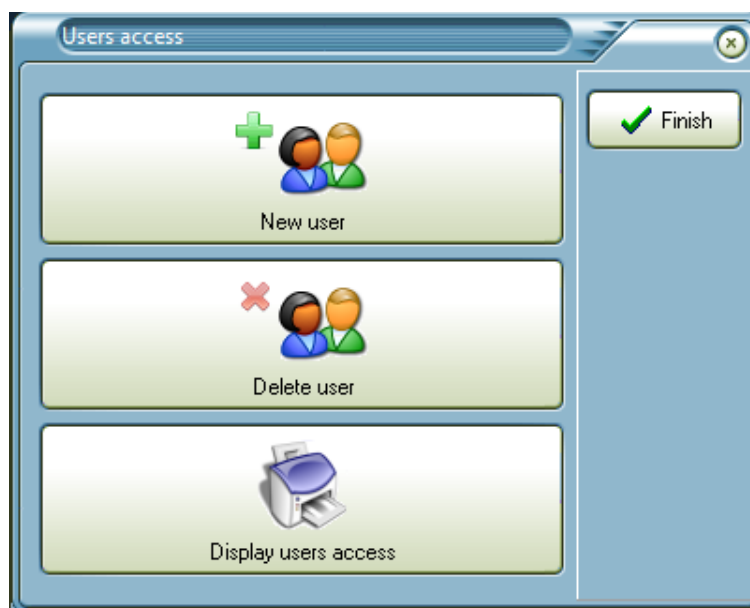 Users access
New user
Finish
Delete user
Display users access